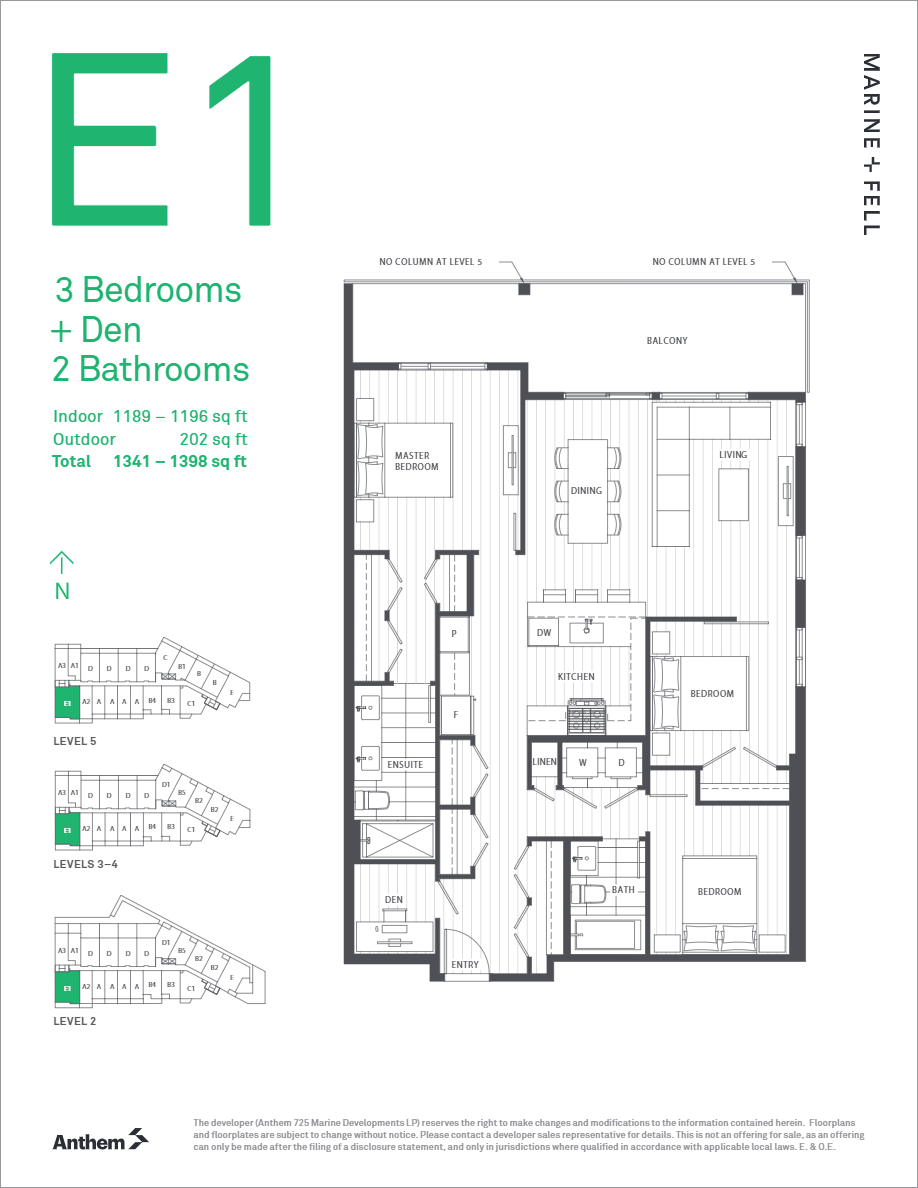 E1
MARINE + FELL
3 Bedrooms
+ Den
2 Bathrooms
Indoor 1189 – 1196 sq ft
Outdoor 202 sq ft
Total 1341 – 1398 sq ft
N
NO COLUMN AT LEVEL 5
NO COLUMN AT LEVEL 5
BALCONY
MASTER
BEDROOM
LIVING
DINING
P
DW
KITCHEN
BEDROOM
F
ENSUITE
LINEN
W
D
DEN
BATH
BEDROOM
ENTRY
A3 A1 D D D D C B1 B B E
E1 A2 A A A A B4 B3 C1
LEVEL 5
A3 A1 D D D D D1 B5 B2 B2 E
E1 A2 A A A A B4 B3 C1
LEVELS 3–4
A3 A1 D D D D D1 B5 B2 B2 E
E1 A2 A A A A B4 B3 C1
LEVEL 2
Anthem
The developer (Anthem 725 Marine Developments LP) reserves the right to make changes and modifications to the information contained herein. Floorplans
and floorplates are subject to change without notice. Please contact a developer sales representative for details. This is not an offering for sale, as an offering
can only be made after the filing of a disclosure statement, and only in jurisdictions where qualified in accordance with applicable local laws. E. & O.E.